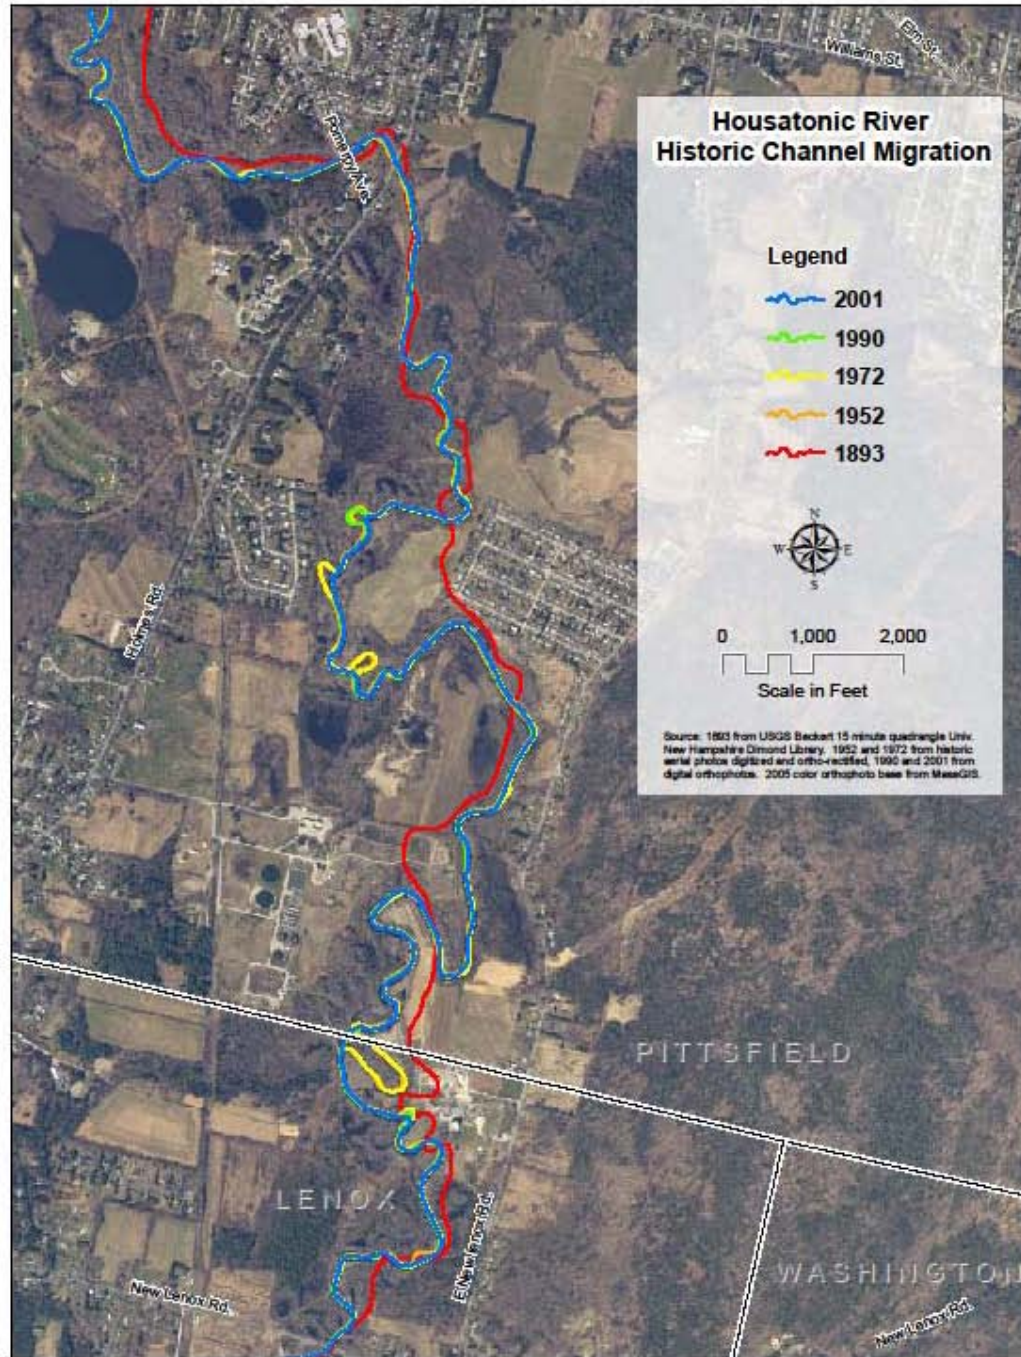 Elm St.
Williams St.
Housatonic River
Historic Channel Migration
Pomeroy Ave.
Legend
2001
1990
1972
1952
1893
N
W E
S
Holmes Rd.
0 1,000 2,000
Scale in Feet
Source: 1893 from USGS Beckert 15 minute quadrangle Univ.
New Hampshire Dimond Library. 1952 and 1972 from historic
aerial photos digitized and ortho-rectified, 1990 and 2001 from
digital orthophotos. 2005 color orthophoto base from MassGIS.
PITTSFIELD
LENOX
E New Lenox Rd.
WASHINGTON
New Lenox Rd.
New Lenox Rd.